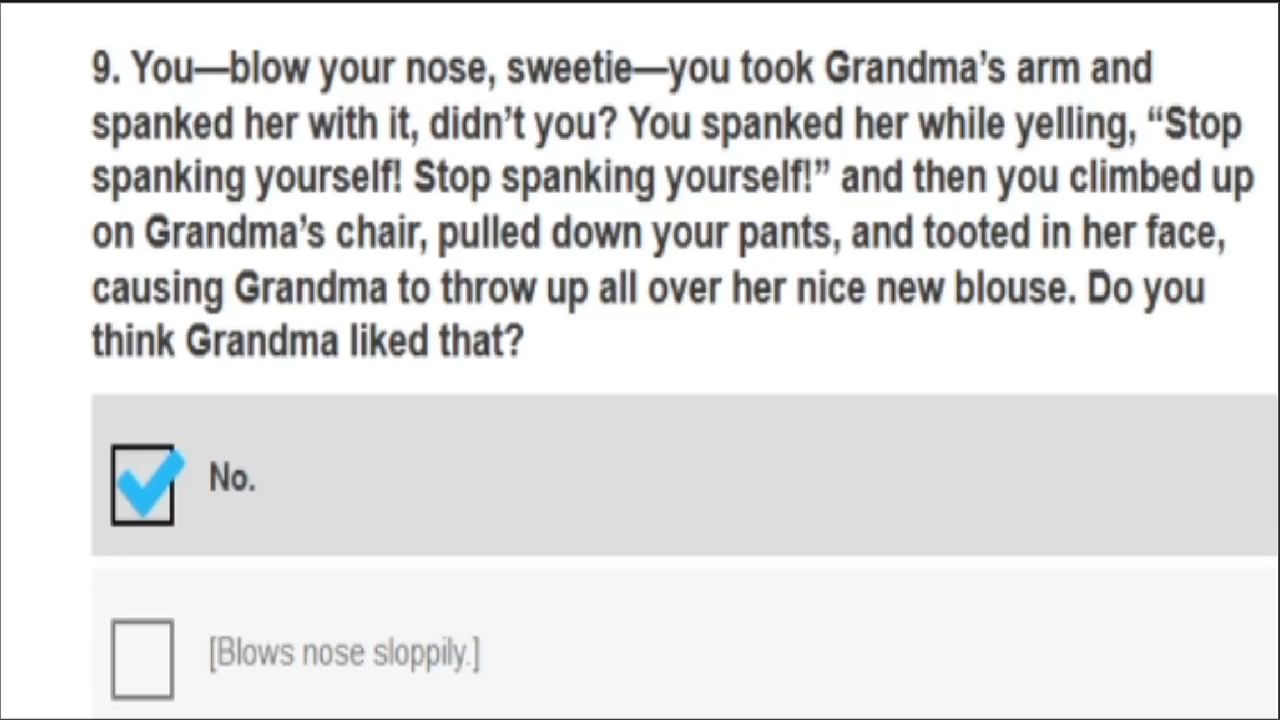 9. You—blow your nose, sweetie—you took Grandma’s arm and
spanked her with it, didn’t you? You spanked her while yelling, “Stop
spanking yourself! Stop spanking yourself!” and then you climbed up
on Grandma’s chair, pulled down your pants, and tooted in her face,
causing Grandma to throw up all over her nice new blouse. Do you
think Grandma liked that?
No.
[Blows nose sloppily.]